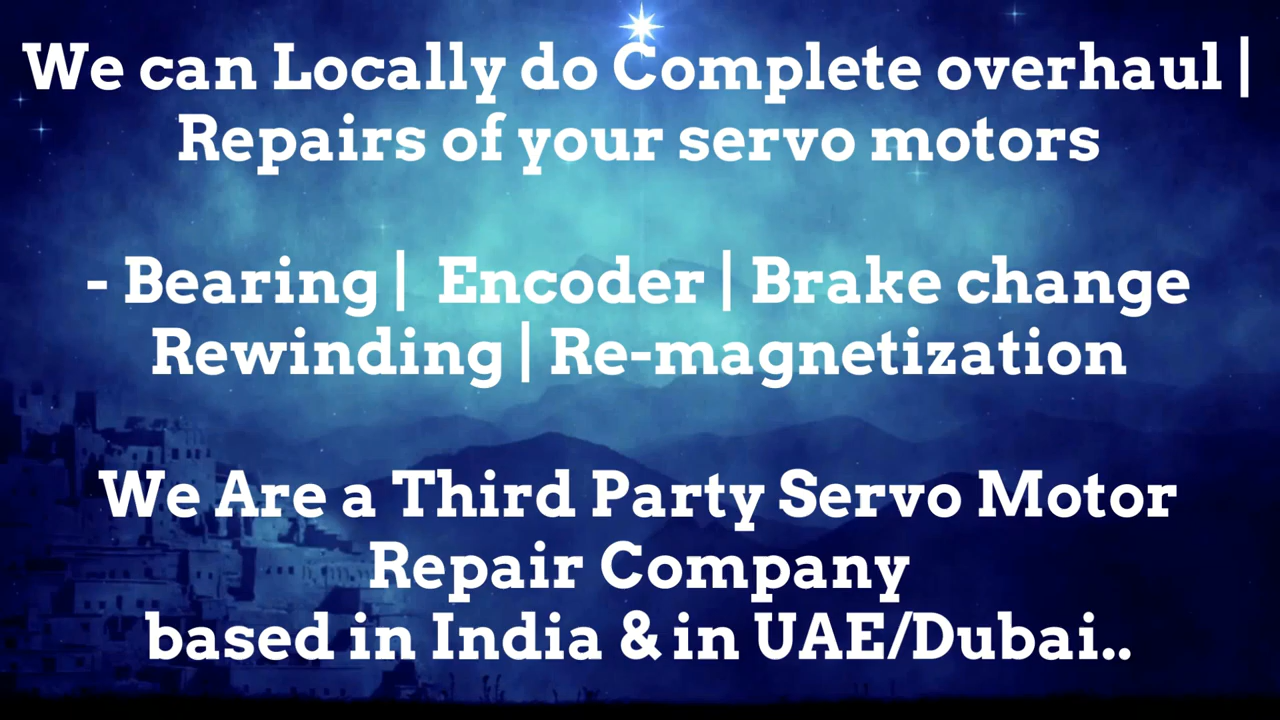 We can Locally do Complete overhaul |
Repairs of your servo motors
- Bearing | Encoder | Brake change
Rewinding | Re-magnetization
We Are a Third Party Servo Motor
Repair Company
based in India & in UAE/Dubai..